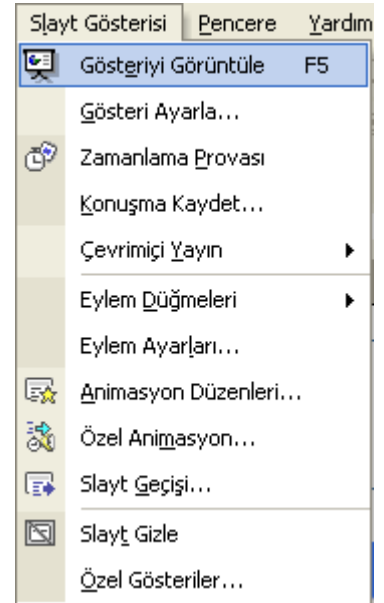 Slayt Gösterisi Pencere Yardım
Gösteriyi Görüntüle F5
Gösteri Ayarla...
Zamanlama Provası
Konuşma Kaydet...
Çevrimiçi Yayın
Eylem Düğmeleri
Eylem Ayarları...
Animasyon Düzenleri...
Özel Animasyon...
Slayt Geçişi...
Slayt Gizle
Özel Gösteriler...